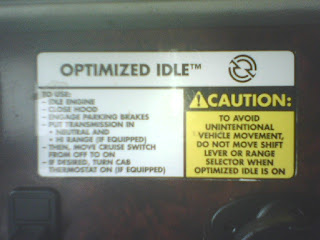 OPTIMIZED IDLE™
TO USE:
- IDLE ENGINE
- CLOSE HOOD
- ENGAGE PARKING BRAKES
- PUT TRANSMISSION IN
• NEUTRAL AND
• HI RANGE (IF EQUIPPED)
- THEN, MOVE CRUISE SWITCH
FROM OFF TO ON
- IF DESIRED, TURN CAB
THERMOSTAT ON (IF EQUIPPED)
⚠CAUTION:
TO AVOID
UNINTENTIONAL
VEHICLE MOVEMENT,
DO NOT MOVE SHIFT
LEVER OR RANGE
SELECTOR WHEN
OPTIMIZED IDLE IS ON